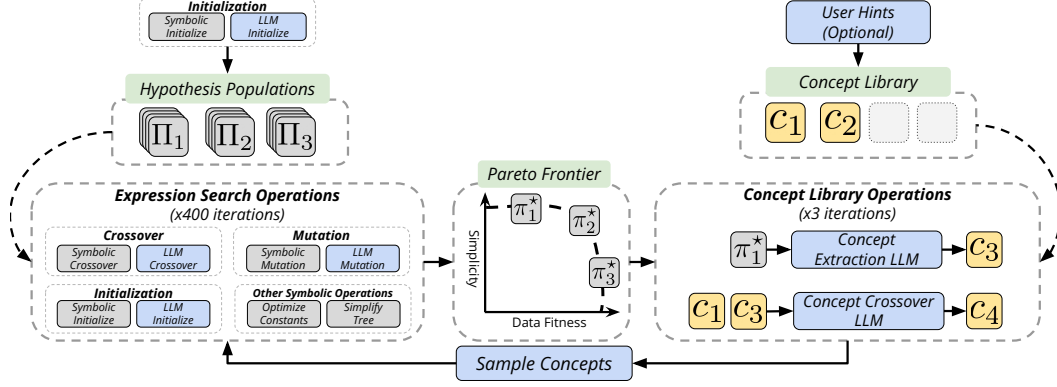 Initialization
Symbolic
Initialize
LLM
Initialize
User Hints
(Optional)
Hypothesis Populations
Π1
Π2
Π3
Concept Library
c1
c2
Expression Search Operations
(x400 iterations)
Crossover
Symbolic
Crossover
LLM
Crossover
Mutation
Symbolic
Mutation
LLM
Mutation
Initialization
Symbolic
Initialize
LLM
Initialize
Other Symbolic Operations
Optimize
Constants
Simplify
Tree
Pareto Frontier
Simplicity
π1⋆
π2⋆
π3⋆
Data Fitness
Concept Library Operations
(x3 iterations)
π1⋆
Concept
Extraction LLM
c3
c1
c3
Concept Crossover
LLM
c4
Sample Concepts